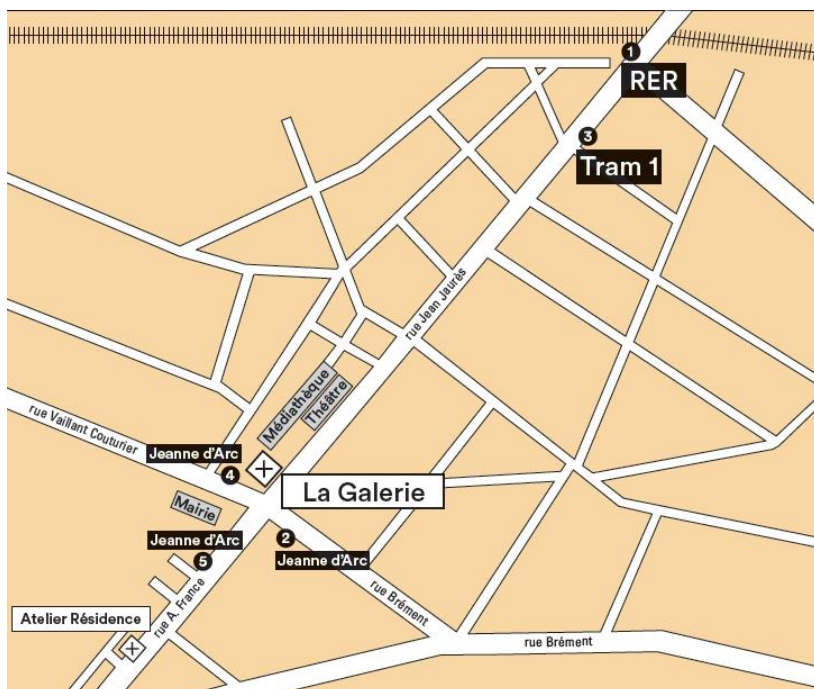 1
RER
3
Tram 1
rue Jean Jaurès
Médiathèque
Théâtre
rue Vaillant Couturier
Jeanne d'Arc
4
La Galerie
Mairie
Jeanne d'Arc
5
2
Jeanne d'Arc
rue A. France
rue Brément
Atelier Résidence
rue Brément